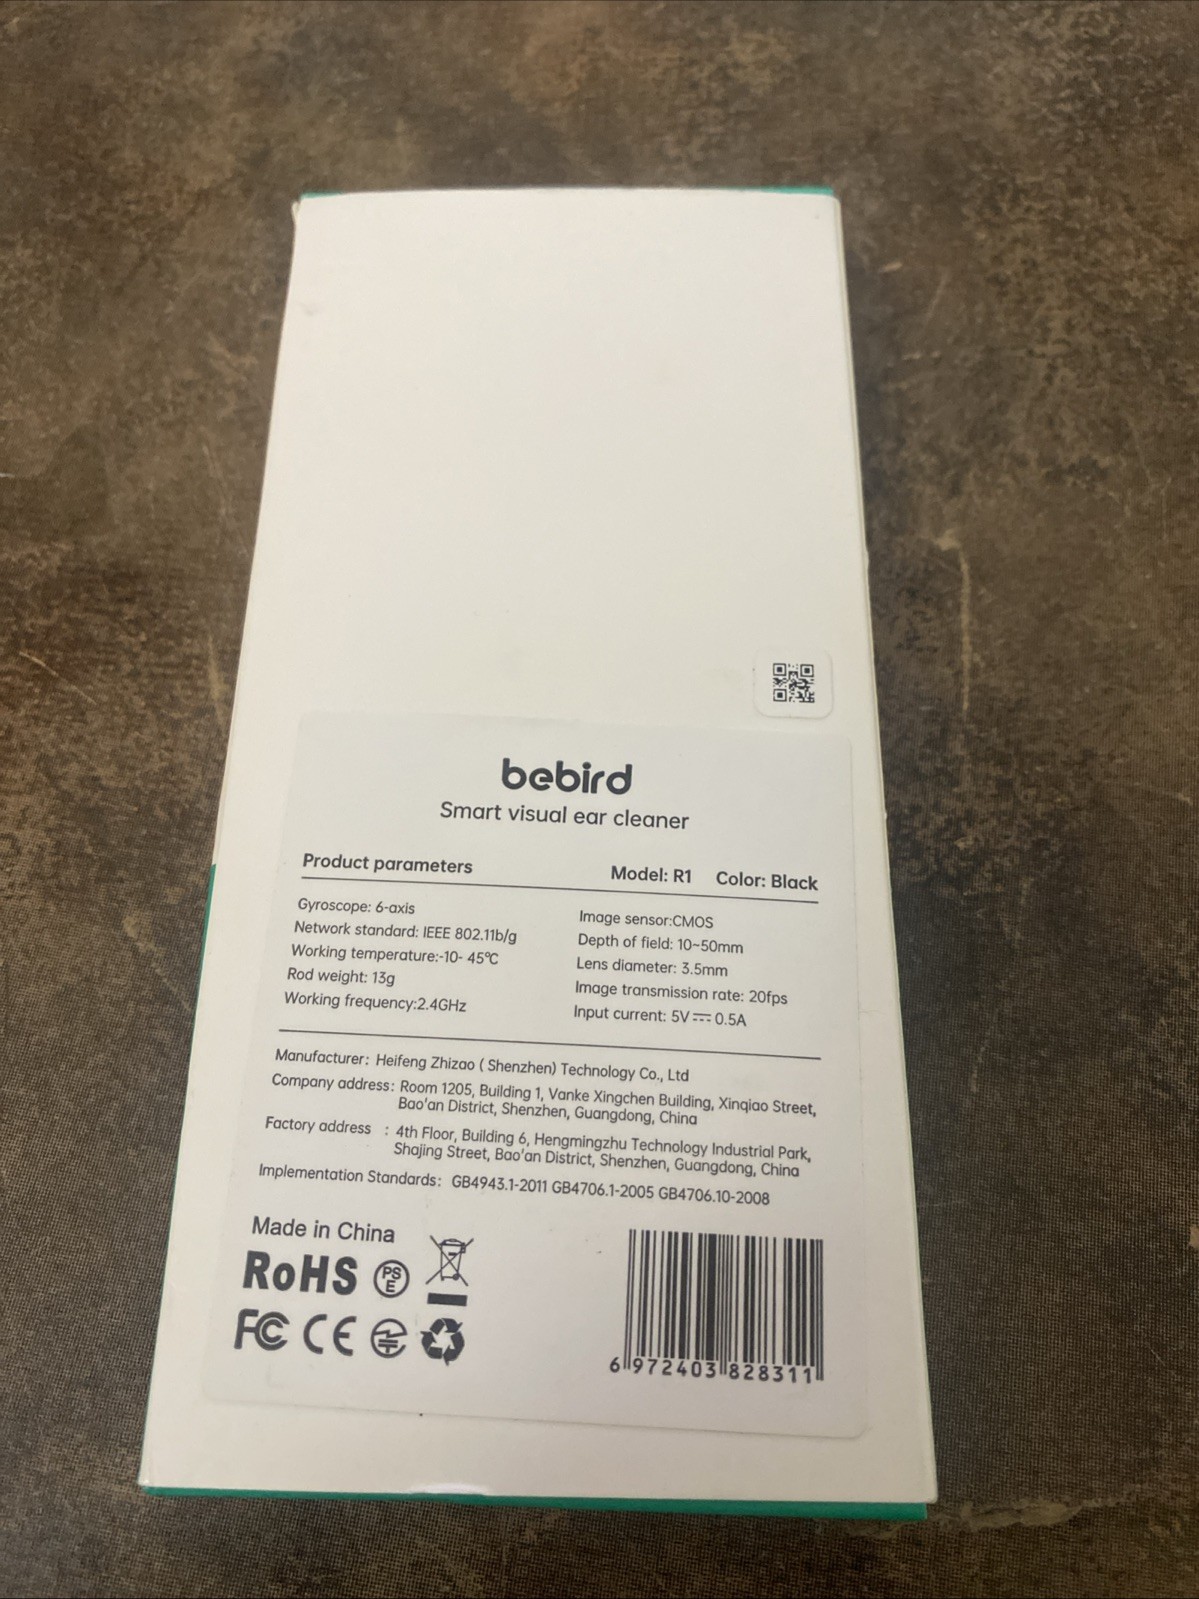 bebird
Smart visual ear cleaner
Product parameters
Model: R1 Color: Black
Gyroscope: 6-axis
Network standard: IEEE 802.11b/g
Working temperature:-10- 45℃
Rod weight: 13g
Working frequency:2.4GHz
Image sensor:CMOS
Depth of field: 10~50mm
Lens diameter: 3.5mm
Image transmission rate: 20fps
Input current: 5V⎓0.5A
Manufacturer: Heifeng Zhizao ( Shenzhen) Technology Co., Ltd
Company address: Room 1205, Building 1, Vanke Xingchen Building, Xinqiao Street,
Bao'an District, Shenzhen, Guangdong, China
Factory address : 4th Floor, Building 6, Hengmingzhu Technology Industrial Park,
Shajing Street, Bao'an District, Shenzhen, Guangdong, China
Implementation Standards: GB4943.1-2011 GB4706.1-2005 GB4706.10-2008
Made in China
RoHS PSE
FC CE
6 972403 828311